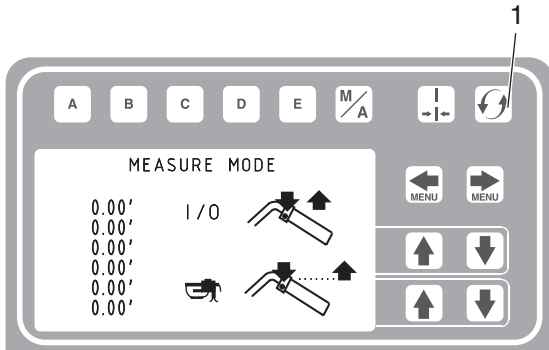 1
A B C D E M/A
MEASURE MODE
MENU MENU
0.00' I/O
0.00'
0.00'
0.00'
0.00'
0.00'